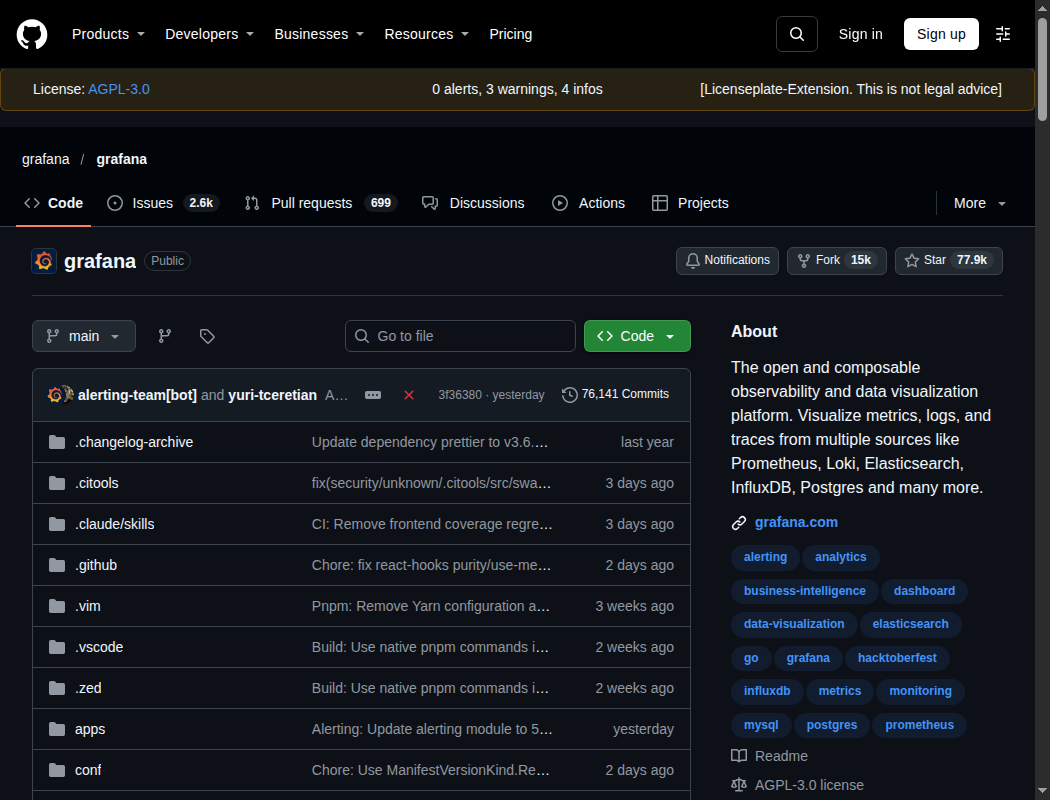 Products Developers Businesses Resources Pricing Sign in Sign up
License: AGPL-3.0 0 alerts, 3 warnings, 4 infos [Licenseplate-Extension. This is not legal advice]
grafana / grafana
Code Issues 2.6k Pull requests 699 Discussions Actions Projects More
grafana Public Notifications Fork 15k Star 77.9k
main Go to file Code
alerting-team[bot] and yuri-tceretian A… 3f36380 · yesterday 76,141 Commits
.changelog-archive Update dependency prettier to v3.6.… last year
.citools fix(security/unknown/.citools/src/swa… 3 days ago
.claude/skills CI: Remove frontend coverage regre… 3 days ago
.github Chore: fix react-hooks purity/use-me… 2 days ago
.vim Pnpm: Remove Yarn configuration a… 3 weeks ago
.vscode Build: Use native pnpm commands i… 2 weeks ago
.zed Build: Use native pnpm commands i… 2 weeks ago
apps Alerting: Update alerting module to 5… yesterday
conf Chore: Use ManifestVersionKind.Re… 2 days ago
About
The open and composable
observability and data visualization
platform. Visualize metrics, logs, and
traces from multiple sources like
Prometheus, Loki, Elasticsearch,
InfluxDB, Postgres and many more.
grafana.com
alerting analytics
business-intelligence dashboard
data-visualization elasticsearch
go grafana hacktoberfest
influxdb metrics monitoring
mysql postgres prometheus
Readme
AGPL-3.0 license